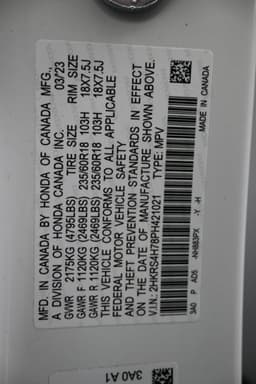 MFD. IN CANADA BY HONDA OF CANADA MFG.,
A DIVISION OF HONDA CANADA INC. 03/23
GVWR 2175KG (4795LBS) TIRE SIZE RIM SIZE
GAWR F 1120KG (2469LBS) 235/60R18 103H 18X7.5J
GAWR R 1120KG (2469LBS) 235/60R18 103H 18X7.5J
THIS VEHICLE CONFORMS TO ALL APPLICABLE
FEDERAL MOTOR VEHICLE SAFETY
AND THEFT PREVENTION STANDARDS IN EFFECT
ON THE DATE OF MANUFACTURE SHOWN ABOVE.
V.I.N.: 2HKRS4H78PH421021 TYPE: MPV
-NH883PX -Y -H
3A0 P AD5
MADE IN CANADA
3A0 A1